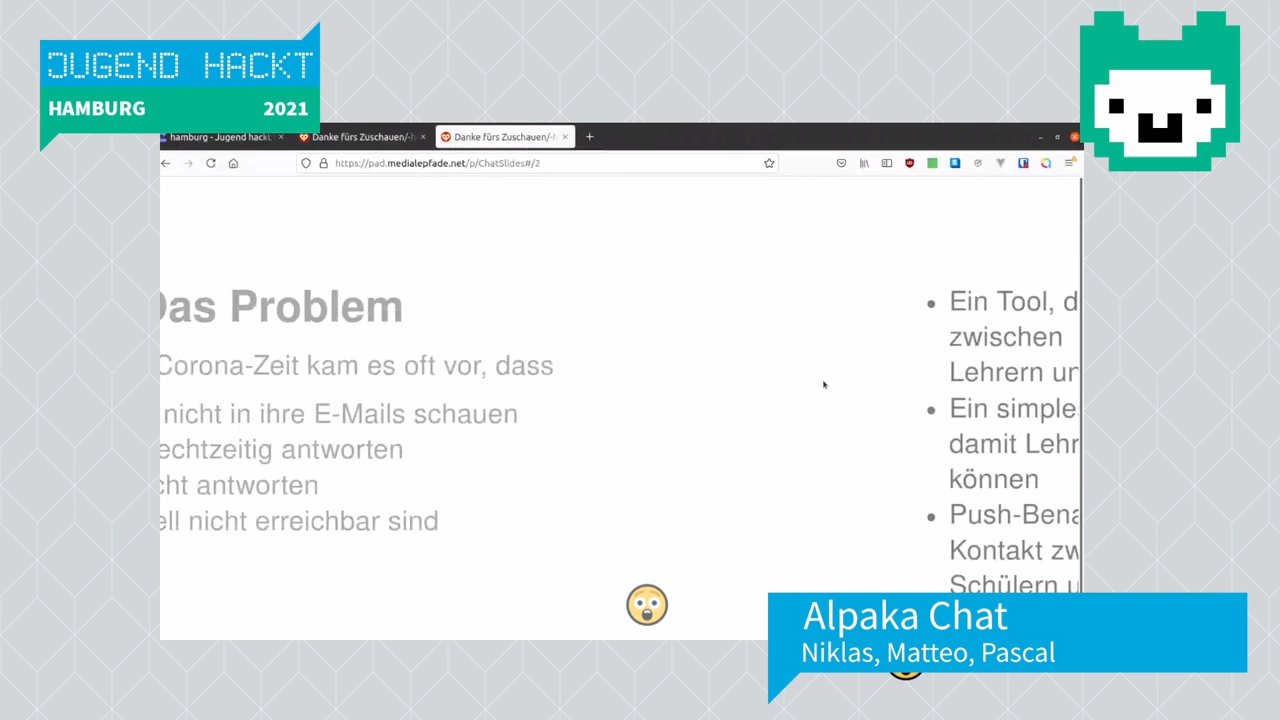 JUGEND HACKT
HAMBURG 2021
hamburg - Jugend hackt
Danke fürs Zuschauen/-h
Danke fürs Zuschauen/-h
https://pad.medialepfade.net/p/ChatSlides#/2
Das Problem
Corona-Zeit kam es oft vor, dass
nicht in ihre E-Mails schauen
echtzeitig antworten
cht antworten
ell nicht erreichbar sind
Ein Tool, d
zwischen
Lehrern un
Ein simple
damit Lehr
können
Push-Bena
Kontakt zw
Schülern u
Alpaka Chat
Niklas, Matteo, Pascal